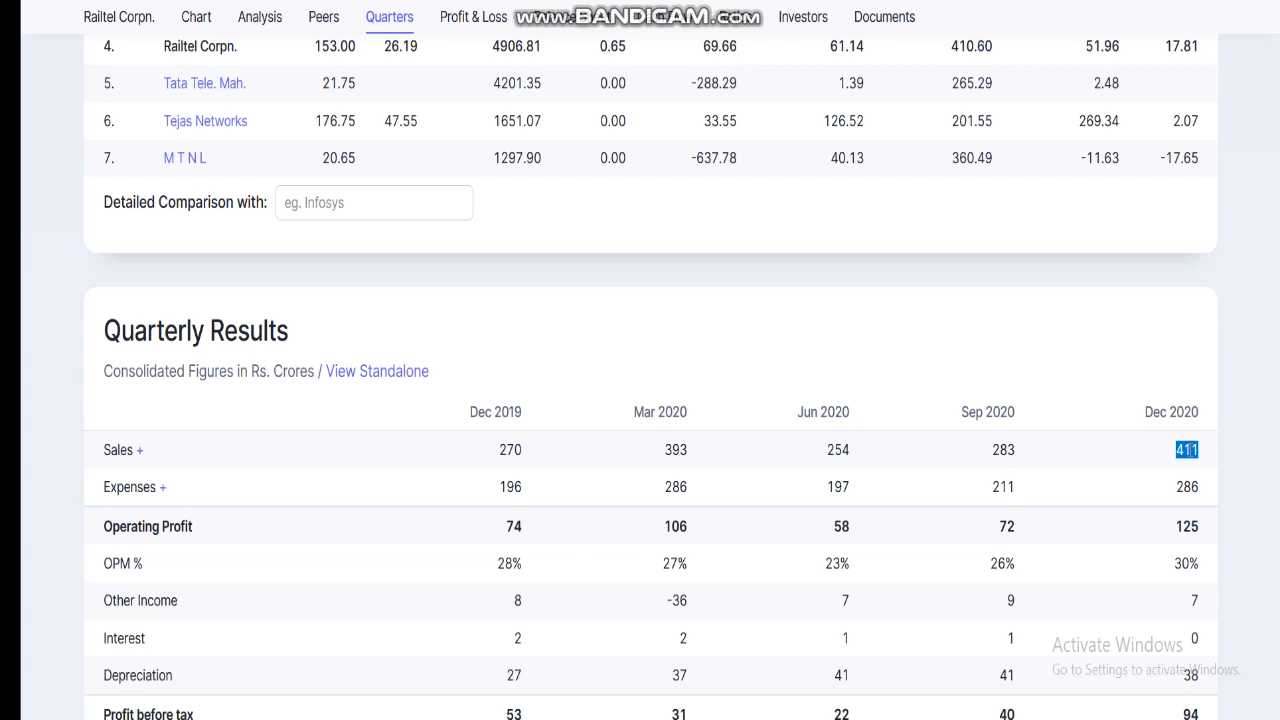 Railtel Corpn. Chart Analysis Peers Quarters Profit & Loss www.BANDICAM.com Investors Documents
4. Railtel Corpn. 153.00 26.19 4906.81 0.65 69.66 61.14 410.60 51.96 17.81
5. Tata Tele. Mah. 21.75 4201.35 0.00 -288.29 1.39 265.29 2.48
6. Tejas Networks 176.75 47.55 1651.07 0.00 33.55 126.52 201.55 269.34 2.07
7. M T N L 20.65 1297.90 0.00 -637.78 40.13 360.49 -11.63 -17.65
Detailed Comparison with: eg. Infosys
Quarterly Results
Consolidated Figures in Rs. Crores / View Standalone
Dec 2019 Mar 2020 Jun 2020 Sep 2020 Dec 2020
Sales + 270 393 254 283 411
Expenses + 196 286 197 211 286
Operating Profit 74 106 58 72 125
OPM % 28% 27% 23% 26% 30%
Other Income 8 -36 7 9 7
Interest 2 2 1 1 0
Activate Windows
Go to Settings to activate Windows.
Depreciation 27 37 41 41 38
Profit before tax 53 31 22 40 94